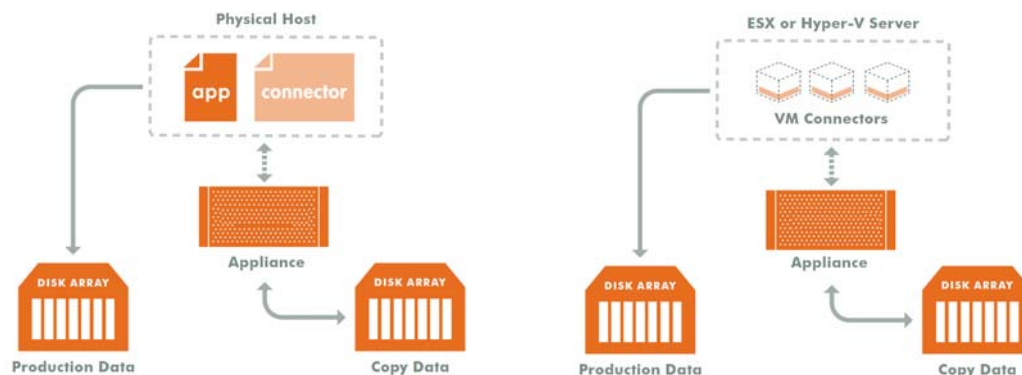 Physical Host
app
connector
Appliance
DISK ARRAY
Production Data
DISK ARRAY
Copy Data
ESX or Hyper-V Server
VM Connectors
Appliance
DISK ARRAY
Production Data
DISK ARRAY
Copy Data